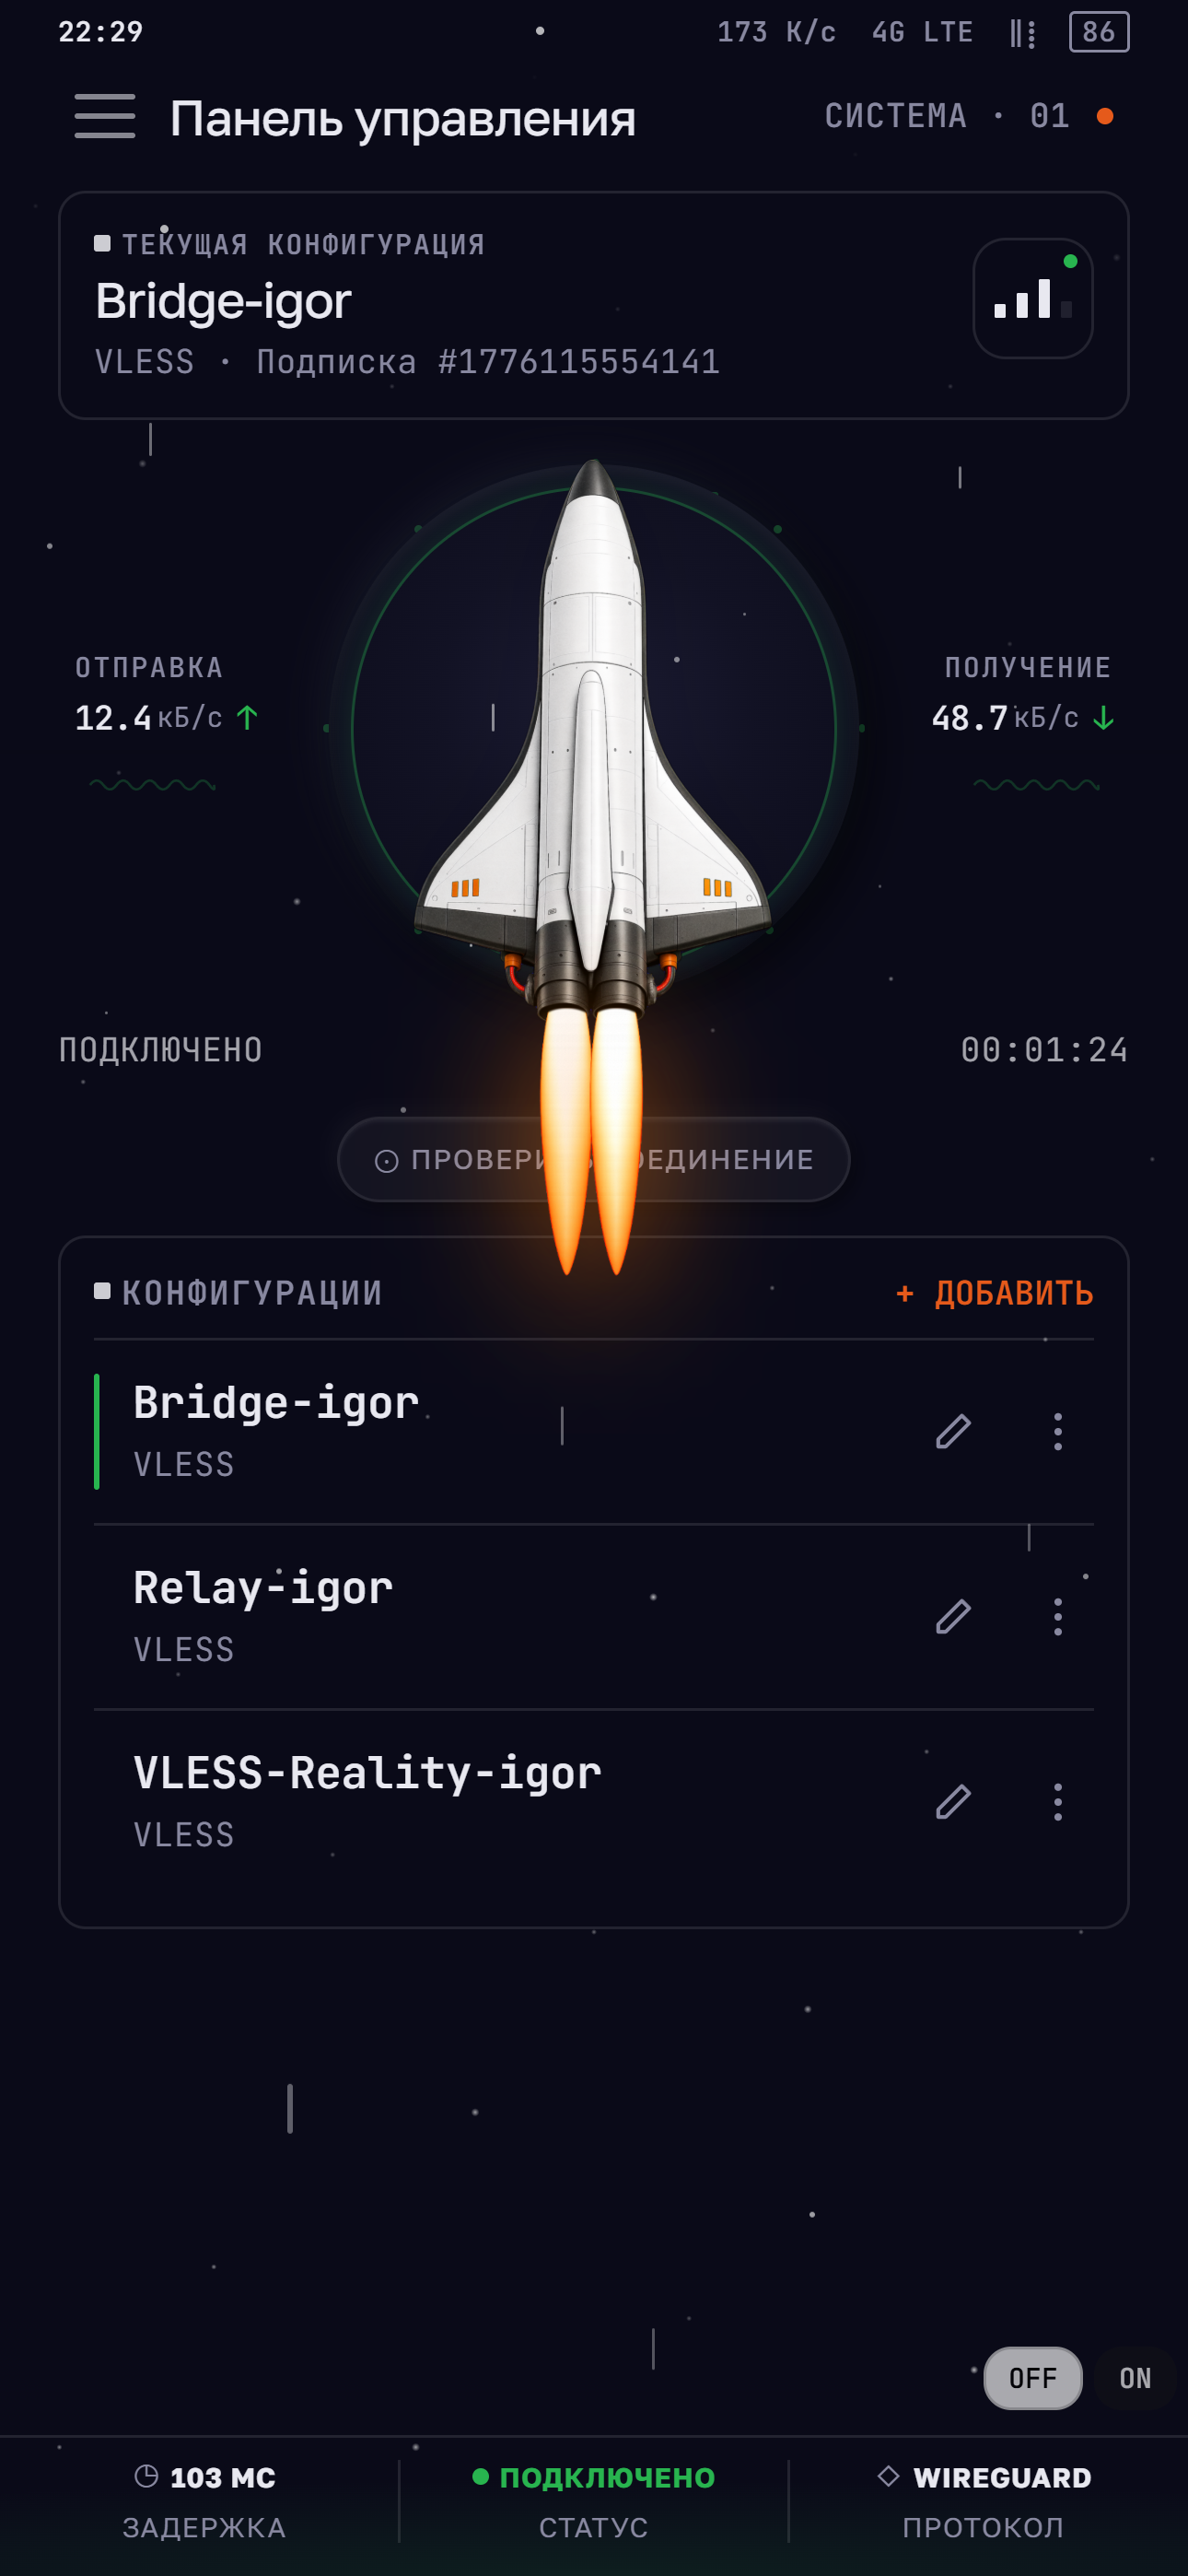 22:29 173 K/c 4G LTE 86
Панель управления СИСТЕМА · 01
ТЕКУЩАЯ КОНФИГУРАЦИЯ
Bridge-igor
VLESS · Подписка #1776115554141
ОТПРАВКА ПОЛУЧЕНИЕ
12.4 кБ/с ↑ 48.7 кБ/с ↓
ПОДКЛЮЧЕНО 00:01:24
КОНФИГУРАЦИИ + ДОБАВИТЬ
Bridge-igor
VLESS
Relay-igor
VLESS
VLESS-Reality-igor
VLESS
OFF ON
103 МС ПОДКЛЮЧЕНО WIREGUARD
ЗАДЕРЖКА СТАТУС ПРОТОКОЛ